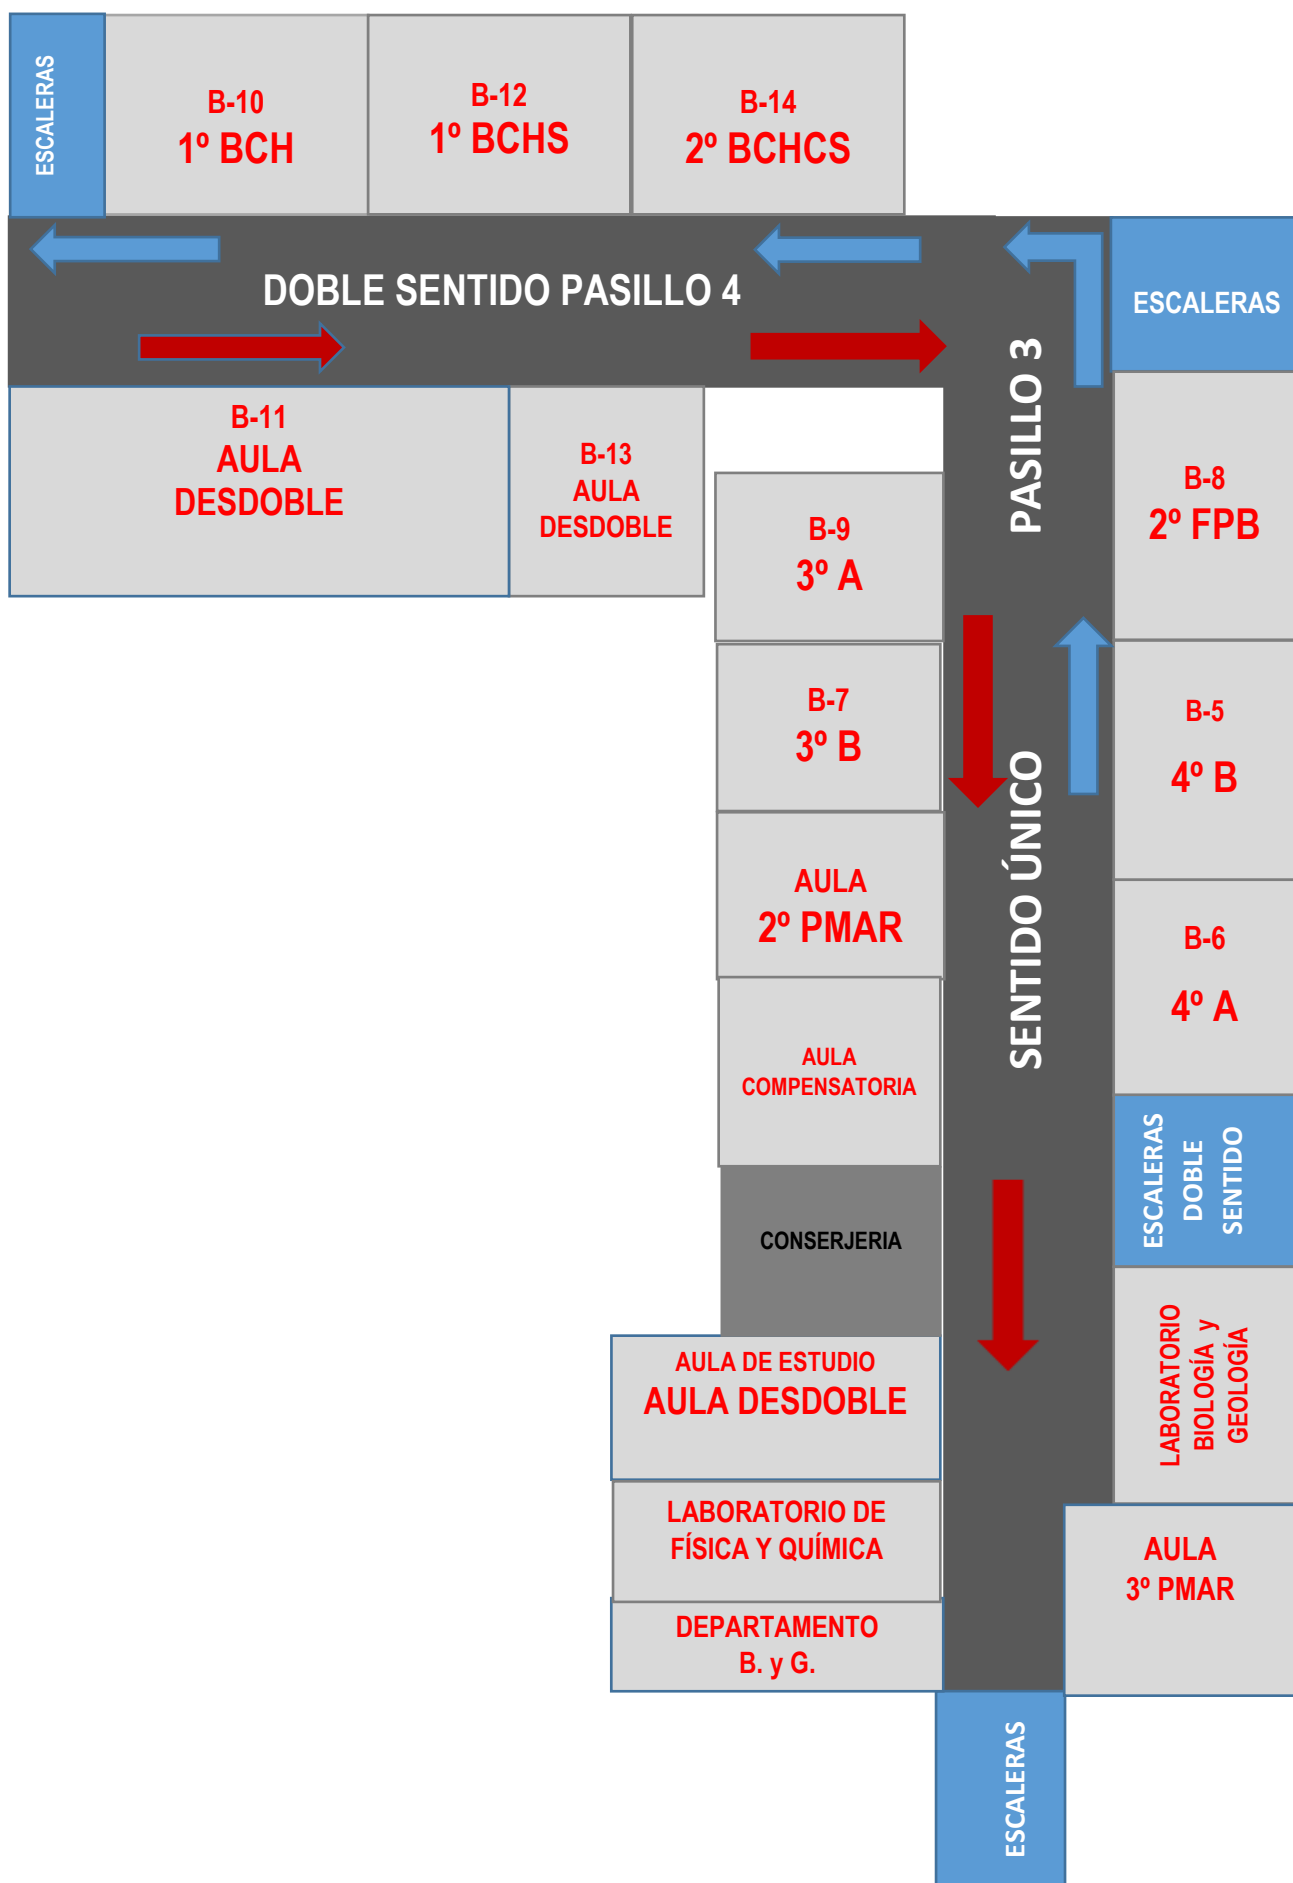 ESCALERAS
B-10
1º BCH
B-12
1º BCHS
B-14
2º BCHCS
DOBLE SENTIDO PASILLO 4
ESCALERAS
PASILLO 3
SENTIDO ÚNICO
B-11
AULA
DESDOBLE
B-13
AULA
DESDOBLE
B-9
3º A
B-8
2º FPB
B-7
3º B
B-5
4º B
AULA
2º PMAR
B-6
4º A
AULA
COMPENSATORIA
ESCALERAS
DOBLE
SENTIDO
CONSERJERIA
LABORATORIO
BIOLOGÍA y
GEOLOGÍA
AULA DE ESTUDIO
AULA DESDOBLE
LABORATORIO DE
FÍSICA Y QUÍMICA
AULA
3º PMAR
DEPARTAMENTO
B. y G.
ESCALERAS